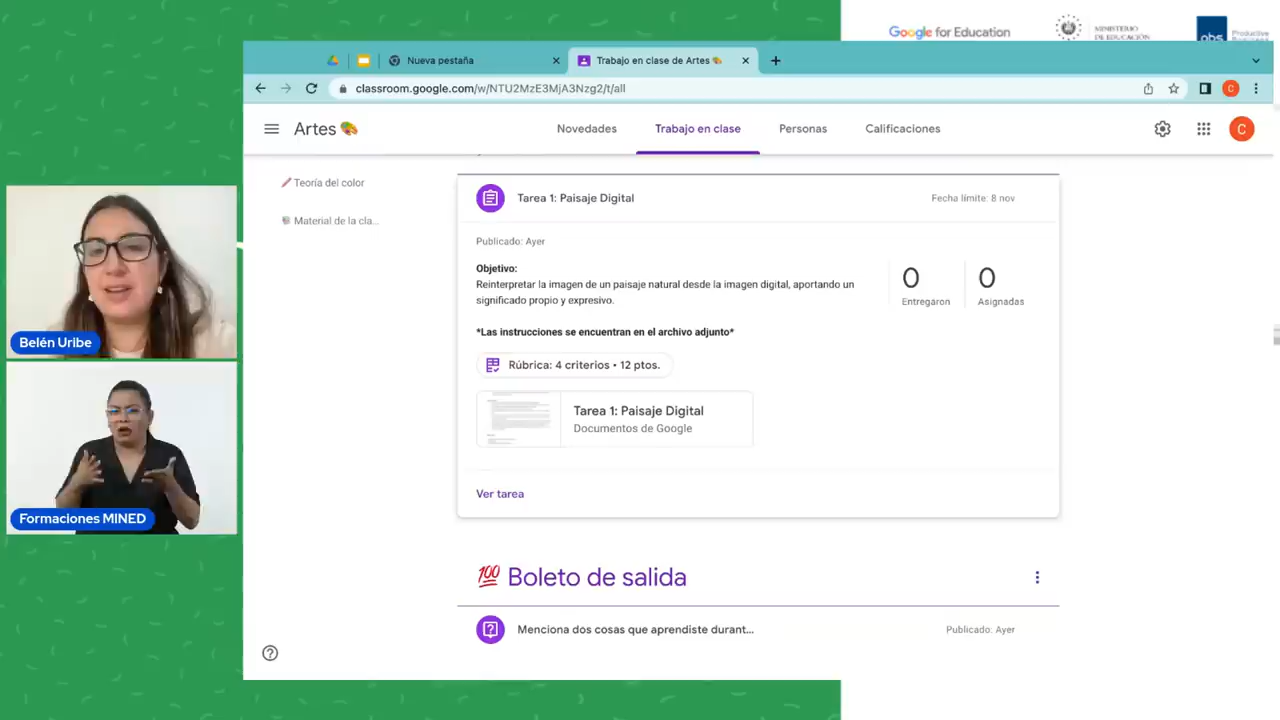 Google for Education
MINISTERIO
DE EDUCACIÓN
obs
Productive
Nueva pestaña
Trabajo en clase de Artes 🎨
classroom.google.com/w/NTU2MzE3MjA3Nzg2/t/all
C
Artes 🎨
Novedades
Trabajo en clase
Personas
Calificaciones
C
Teoría del color
Material de la cla...
Tarea 1: Paisaje Digital
Fecha límite: 8 nov
Publicado: Ayer
Objetivo:
Reinterpretar la imagen de un paisaje natural desde la imagen digital, aportando un
significado propio y expresivo.
0
Entregaron
0
Asignadas
*Las instrucciones se encuentran en el archivo adjunto*
Rúbrica: 4 criterios • 12 ptos.
Tarea 1: Paisaje Digital
Documentos de Google
Ver tarea
💯 Boleto de salida
Menciona dos cosas que aprendiste durant...
Publicado: Ayer
Belén Uribe
Formaciones MINED